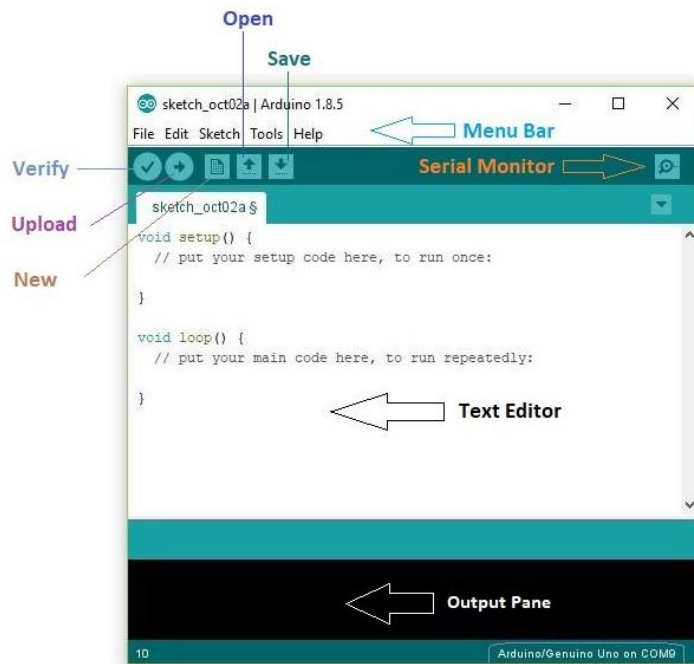 Open
Save
sketch_oct02a | Arduino 1.8.5
File Edit Sketch Tools Help
Menu Bar
Verify
Serial Monitor
sketch_oct02a §
Upload
void setup() {
// put your setup code here, to run once:
New
}
void loop() {
// put your main code here, to run repeatedly:
}
Text Editor
Output Pane
10
Arduino/Genuino Uno on COM9